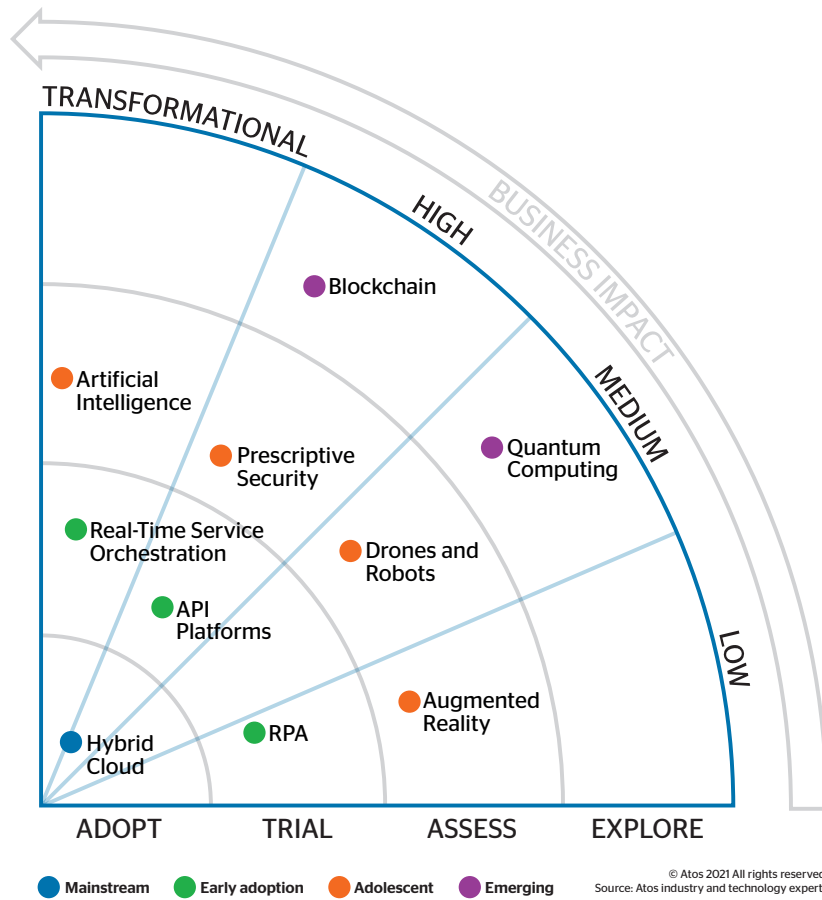 TRANSFORMATIONAL
HIGH
BUSINESS IMPACT
MEDIUM
LOW
Blockchain
Artificial
Intelligence
Prescriptive
Security
Quantum
Computing
Real-Time Service
Orchestration
Drones and
Robots
API
Platforms
Augmented
Reality
RPA
Hybrid
Cloud
ADOPT
TRIAL
ASSESS
EXPLORE
Mainstream
Early adoption
Adolescent
Emerging
© Atos 2021 All rights reserved
Source: Atos industry and technology expert